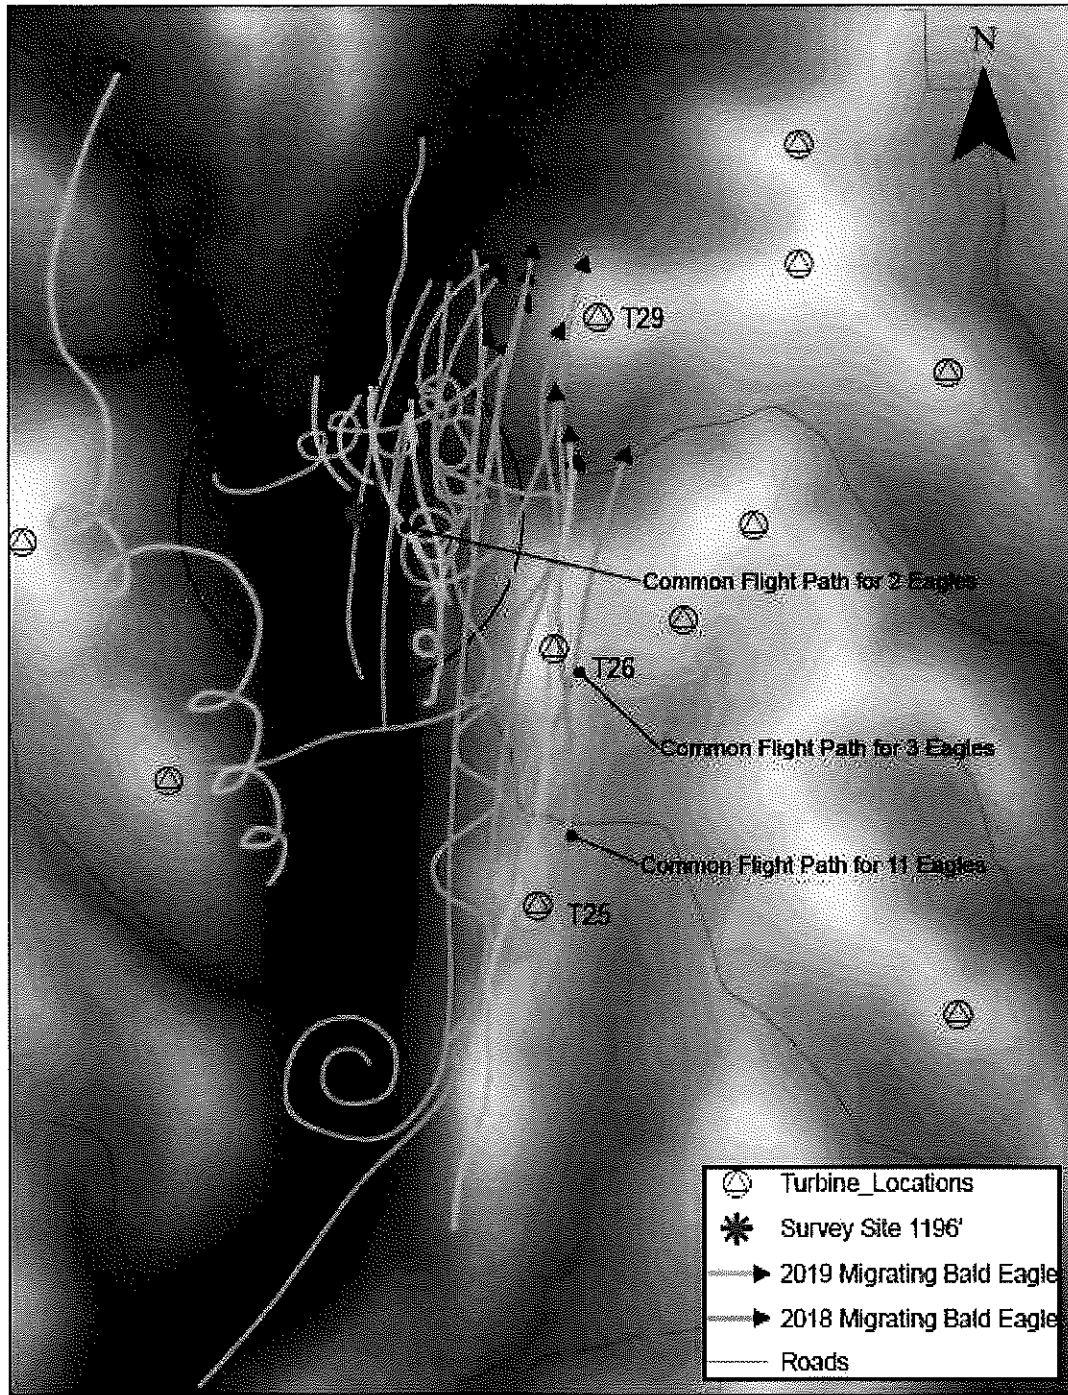 N
T29
Common Flight Path for 2 Eagles
T26
Common Flight Path for 3 Eagles
Common Flight Path for 11 Eagles
T25
Turbine_Locations
Survey Site 1196'
2019 Migrating Bald Eagle
2018 Migrating Bald Eagle
Roads